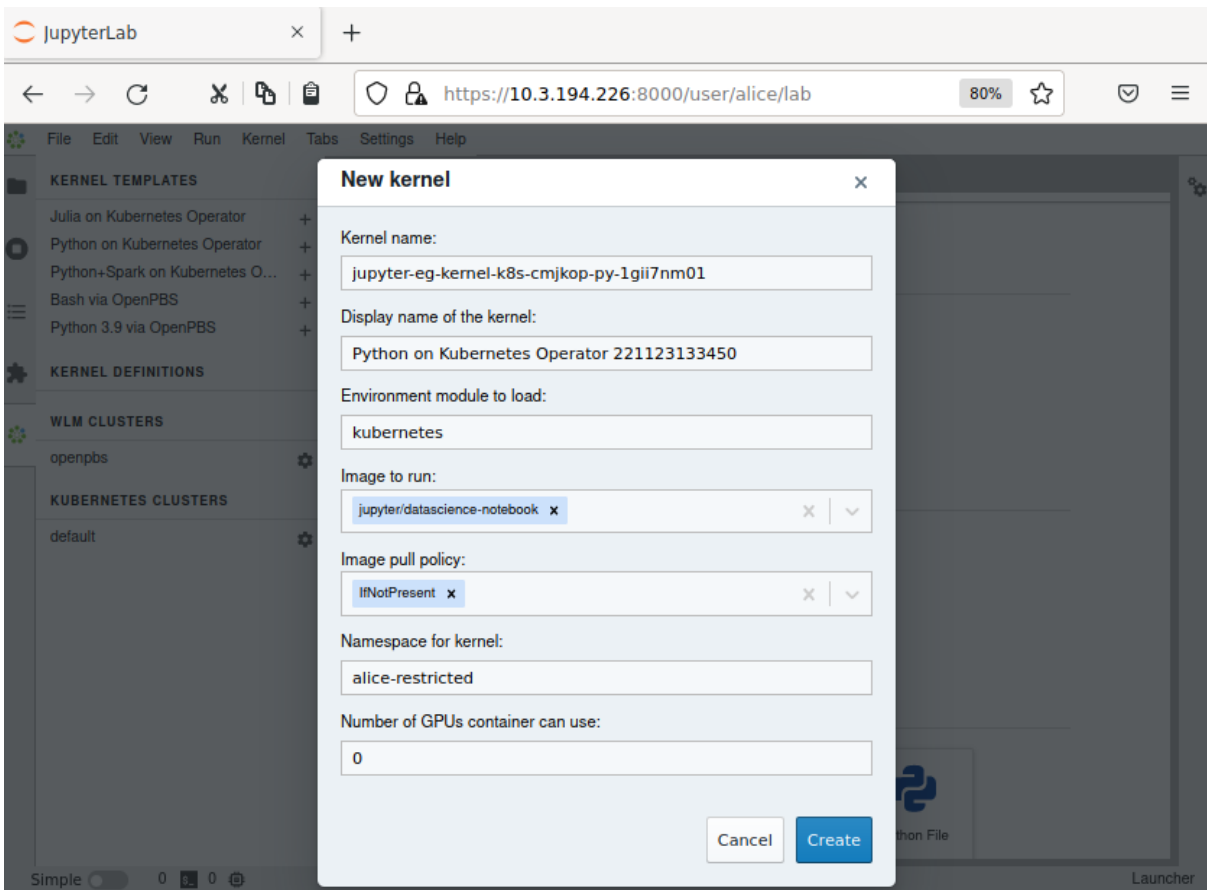 JupyterLab
https://10.3.194.226:8000/user/alice/lab
80%
File Edit View Run Kernel Tabs Settings Help
KERNEL TEMPLATES
Julia on Kubernetes Operator
Python on Kubernetes Operator
Python+Spark on Kubernetes O...
Bash via OpenPBS
Python 3.9 via OpenPBS
KERNEL DEFINITIONS
WLM CLUSTERS
openpbs
KUBERNETES CLUSTERS
default
New kernel
Kernel name:
jupyter-eg-kernel-k8s-cmjkop-py-1gii7nm01
Display name of the kernel:
Python on Kubernetes Operator 221123133450
Environment module to load:
kubernetes
Image to run:
jupyter/datascience-notebook
Image pull policy:
IfNotPresent
Namespace for kernel:
alice-restricted
Number of GPUs container can use:
0
Cancel Create
thon File
Simple 0 0
Launcher